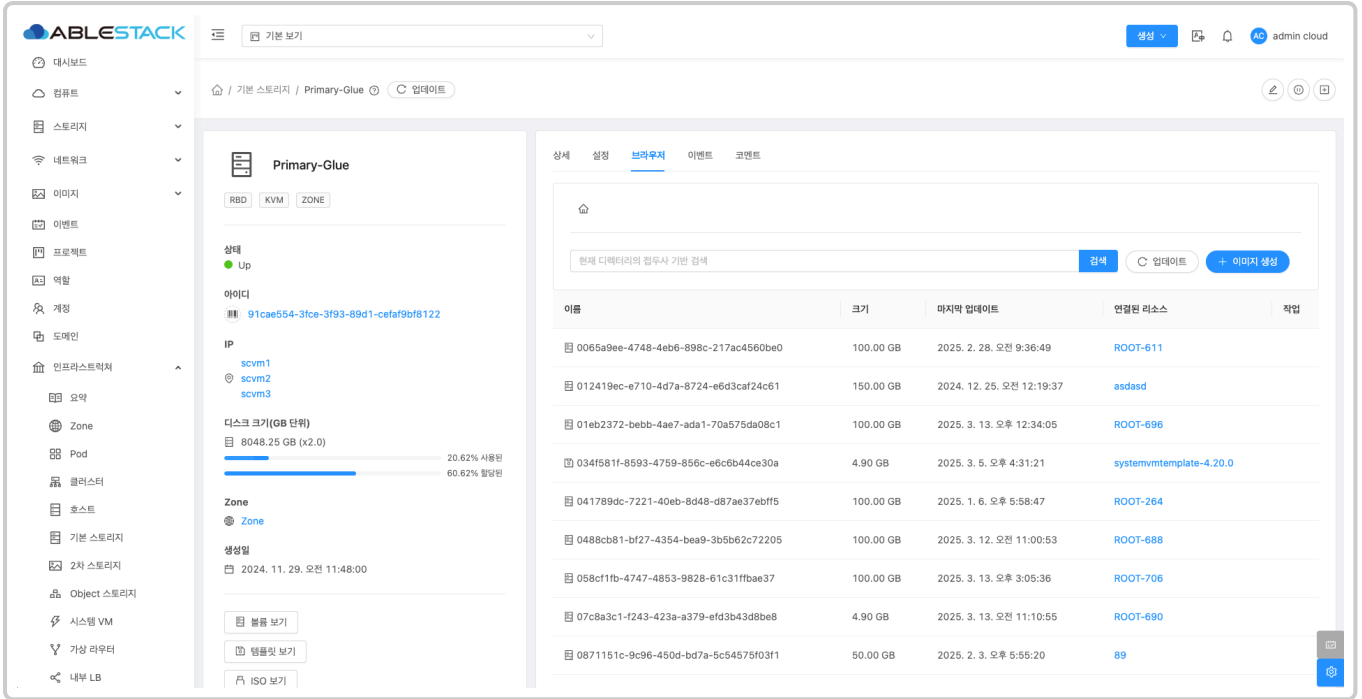 ABLESTACK
기본 보기
생성
AC admin cloud
대시보드
컴퓨트
스토리지
네트워크
이미지
이벤트
프로젝트
역할
계정
도메인
인프라스트럭쳐
요약
Zone
Pod
클러스터
호스트
기본 스토리지
2차 스토리지
Object 스토리지
시스템 VM
가상 라우터
내부 LB
/ 기본 스토리지 / Primary-Glue 업데이트
Primary-Glue
RBD KVM ZONE
상태
Up
아이디
91cae554-3fce-3f93-89d1-cefaf9bf8122
IP
scvm1
scvm2
scvm3
디스크 크기(GB 단위)
8048.25 GB (x2.0)
20.62% 사용된
60.62% 할당된
Zone
Zone
생성일
2024. 11. 29. 오전 11:48:00
볼륨 보기
템플릿 보기
ISO 보기
상세 설정 브라우저 이벤트 코멘트
현재 디렉터리의 접두사 기반 검색 검색 업데이트 + 이미지 생성
이름 크기 마지막 업데이트 연결된 리소스 작업
0065a9ee-4748-4eb6-898c-217ac4560be0 100.00 GB 2025. 2. 28. 오전 9:36:49 ROOT-611
012419ec-e710-4d7a-8724-e6d3caf24c61 150.00 GB 2024. 12. 25. 오전 12:19:37 asdasd
01eb2372-bebb-4ae7-ada1-70a575da08c1 100.00 GB 2025. 3. 13. 오후 12:34:05 ROOT-696
034f581f-8593-4759-856c-e6c6b44ce30a 4.90 GB 2025. 3. 5. 오후 4:31:21 systemvmtemplate-4.20.0
041789dc-7221-40eb-8d48-d87ae37ebff5 100.00 GB 2025. 1. 6. 오후 5:58:47 ROOT-264
0488cb81-bf27-4354-bea9-3b5b62c72205 100.00 GB 2025. 3. 12. 오전 11:00:53 ROOT-688
058cf1fb-4747-4853-9828-61c31ffbae37 100.00 GB 2025. 3. 13. 오후 3:05:36 ROOT-706
07c8a3c1-f243-423a-a379-efd3b43d8be8 4.90 GB 2025. 3. 13. 오전 11:10:55 ROOT-690
0871151c-9c96-450d-bd7a-5c54575f03f1 50.00 GB 2025. 2. 3. 오후 5:55:20 89